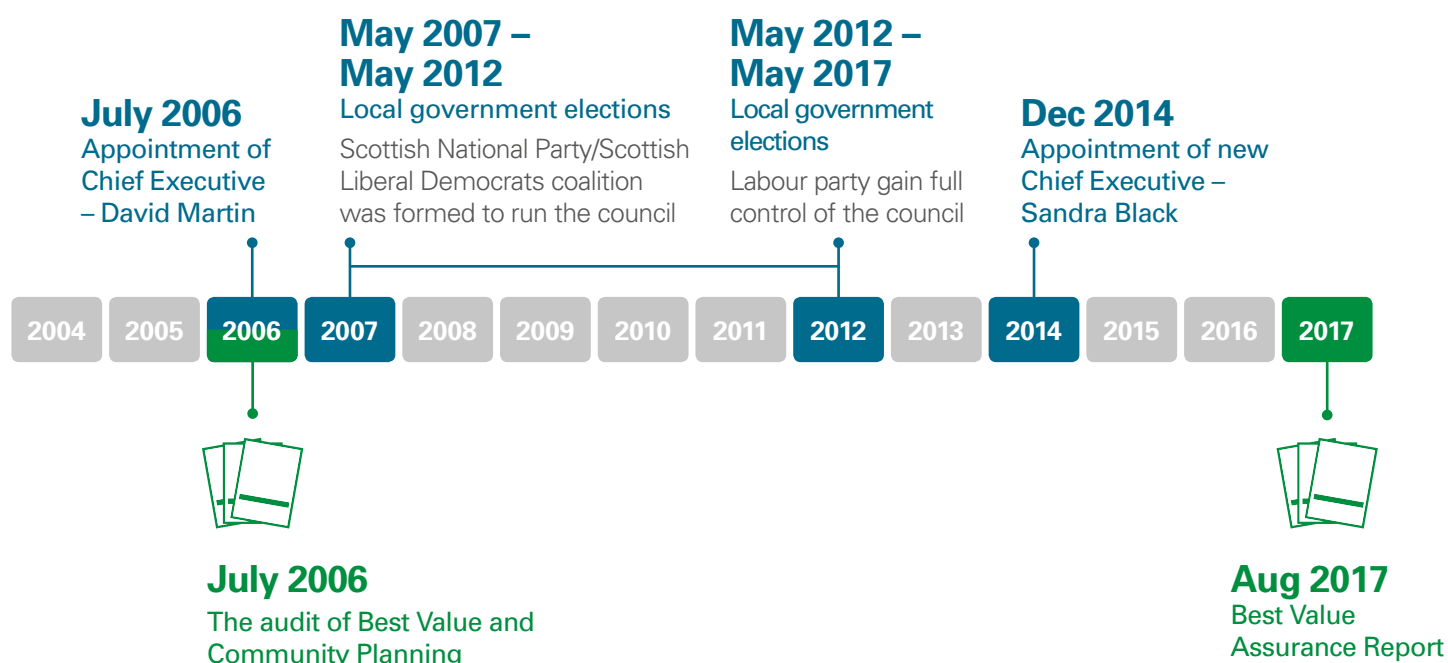 July 2006
Appointment of
Chief Executive
– David Martin
May 2007 –
May 2012
Local government elections
Scottish National Party/Scottish
Liberal Democrats coalition
was formed to run the council
May 2012 –
May 2017
Local government
elections
Labour party gain full
control of the council
Dec 2014
Appointment of new
Chief Executive –
Sandra Black
2004 2005 2006 2007 2008 2009 2010 2011 2012 2013 2014 2015 2016 2017
July 2006
The audit of Best Value and
Community Planning
Aug 2017
Best Value
Assurance Report